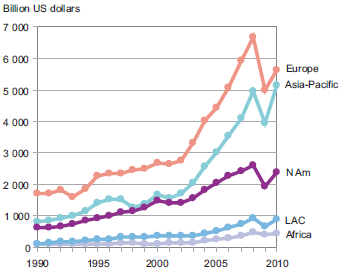 Billion US dollars
7 000
6 000
5 000
4 000
3 000
2 000
1 000
0
1990
1995
2000
2005
2010
Europe
Asia-Pacific
N Am
LAC
Africa